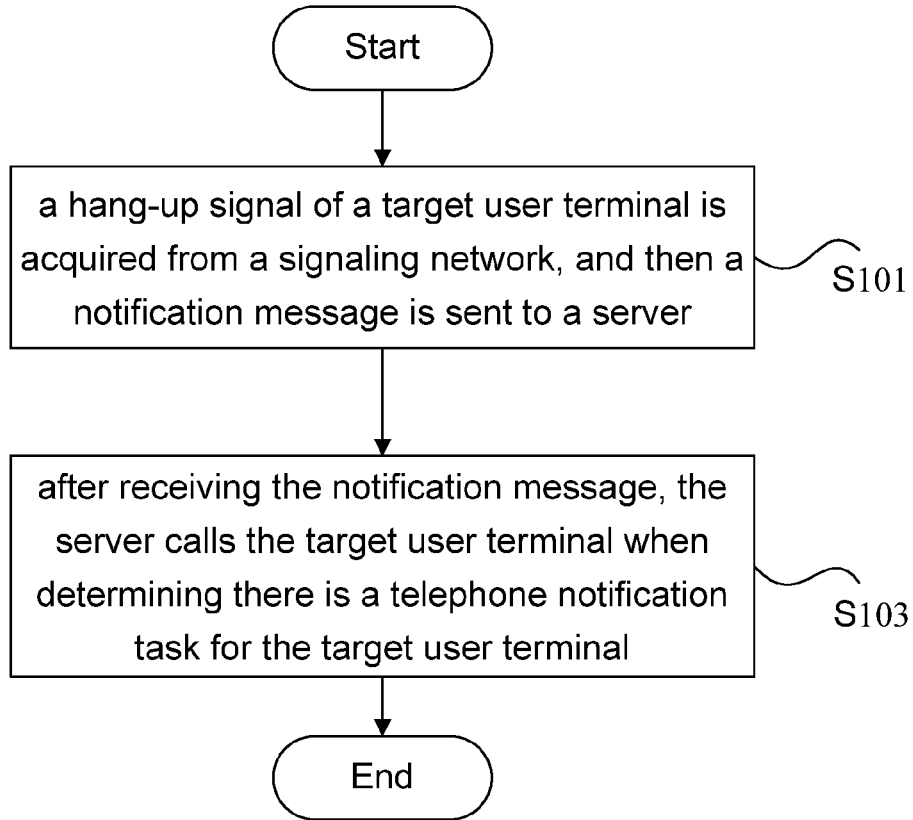 Start
a hang-up signal of a target user terminal is
acquired from a signaling network, and then a
notification message is sent to a server
S101
after receiving the notification message, the
server calls the target user terminal when
determining there is a telephone notification
task for the target user terminal
S103
End